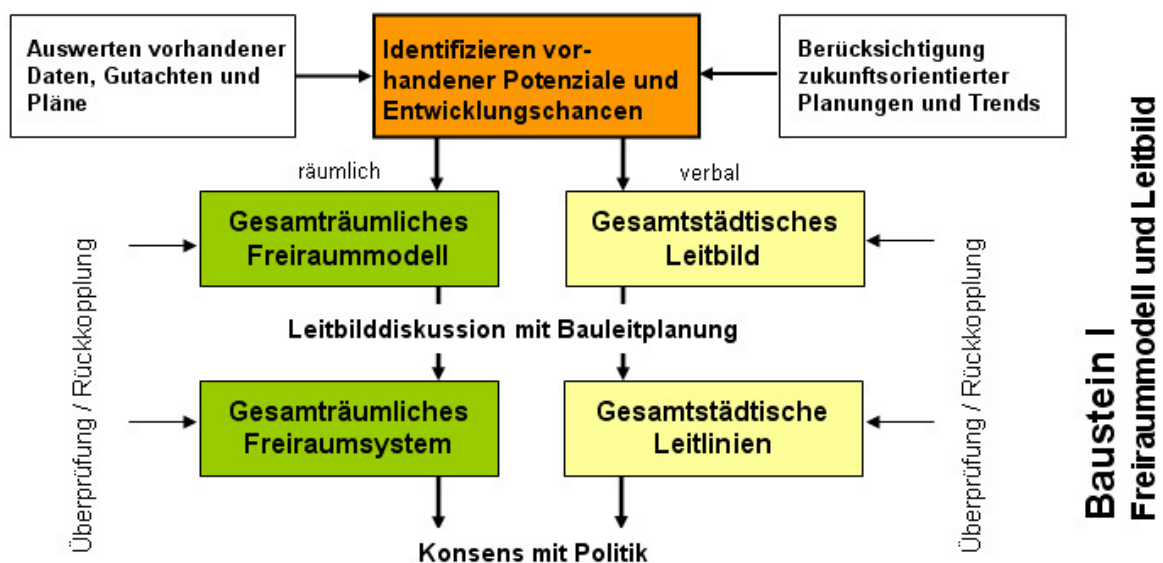 Auswerten vorhandener
Daten, Gutachten und
Pläne
Identifizieren vor-
handener Potenziale und
Entwicklungschancen
Berücksichtigung
zukunftsorientierter
Planungen und Trends
räumlich
verbal
Gesamträumliches
Freiraummodell
Gesamtstädtisches
Leitbild
Leitbilddiskussion mit Bauleitplanung
Gesamträumliches
Freiraumsystem
Gesamtstädtische
Leitlinien
Konsens mit Politik
Überprüfung / Rückkopplung
Überprüfung / Rückkopplung
Baustein I
Freiraummodell und Leitbild